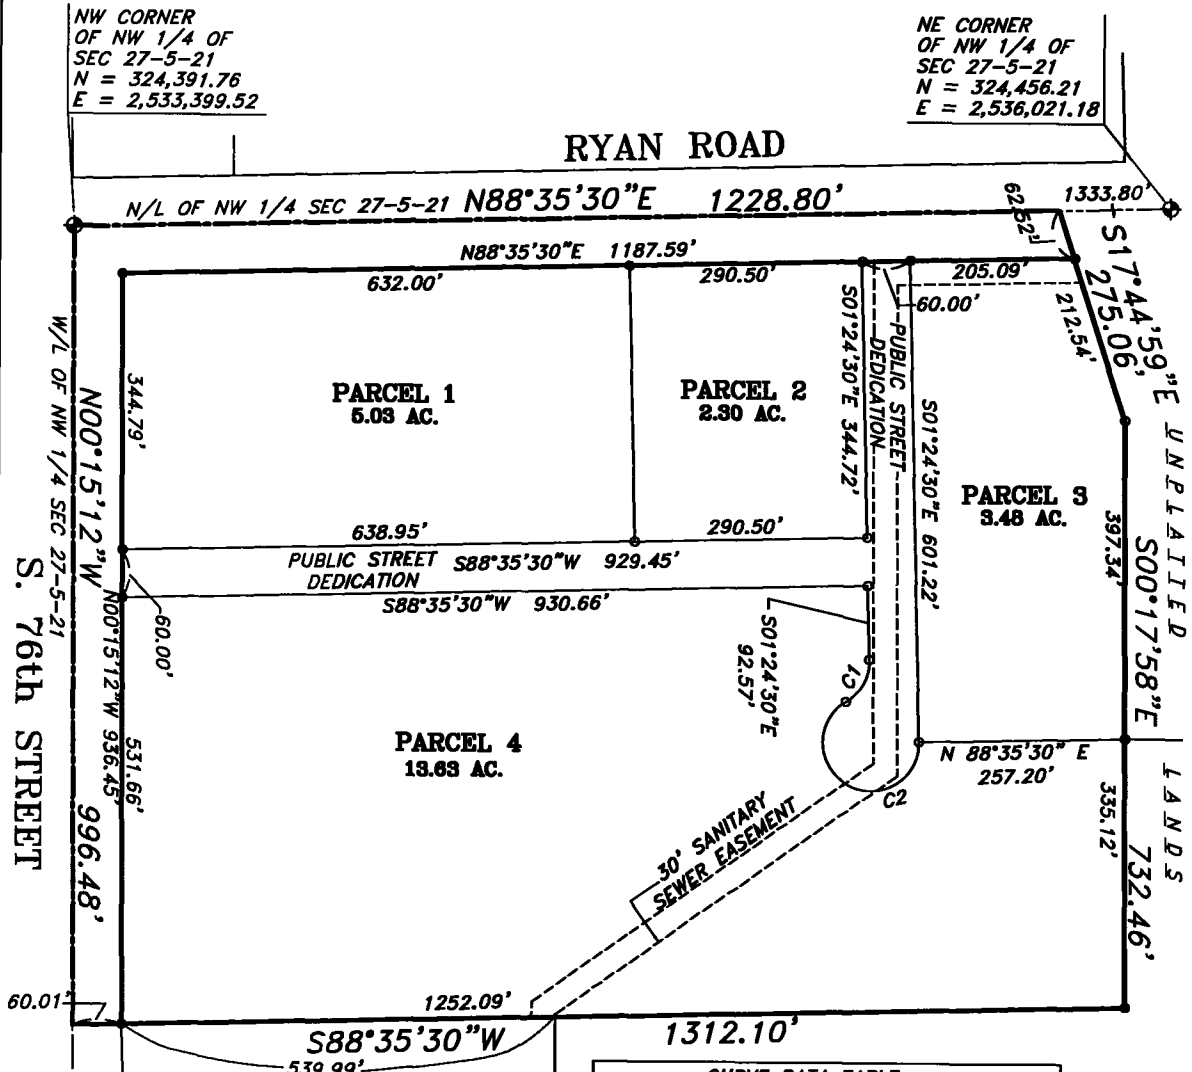 NW CORNER
OF NW 1/4 OF
SEC 27-5-21
N = 324,391.76
E = 2,533,399.52
NE CORNER
OF NW 1/4 OF
SEC 27-5-21
N = 324,456.21
E = 2,536,021.18
RYAN ROAD
N/L OF NW 1/4 SEC 27-5-21
N88°35'30"E 1228.80'
62.52'
1333.80'
N88°35'30"E 1187.59'
632.00'
290.50'
205.09'
60.00'
S17°44'59"E
275.06'
212.54'
W/L OF NW 1/4 SEC 27-5-21
N00°15'12"W
996.48'
344.79'
PARCEL 1
5.03 AC.
PARCEL 2
2.30 AC.
S01°24'30"E 344.72'
PUBLIC STREET
DEDICATION
S01°24'30"E 601.22'
PARCEL 3
3.48 AC.
397.34'
S00°17'58"E
732.46'
UNPLATTED
LANDS
638.95'
290.50'
PUBLIC STREET
DEDICATION
S88°35'30"W 929.45'
S88°35'30"W 930.66'
60.00'
N00°15'12"W 936.45'
531.66'
S. 76th STREET
S01°24'30"E
92.57'
C1
C2
PARCEL 4
13.63 AC.
N 88°35'30" E
257.20'
335.12'
30' SANITARY
SEWER EASEMENT
60.01'
1252.09'
S88°35'30"W
1312.10'
539.99'
CURVE DATA TABLE